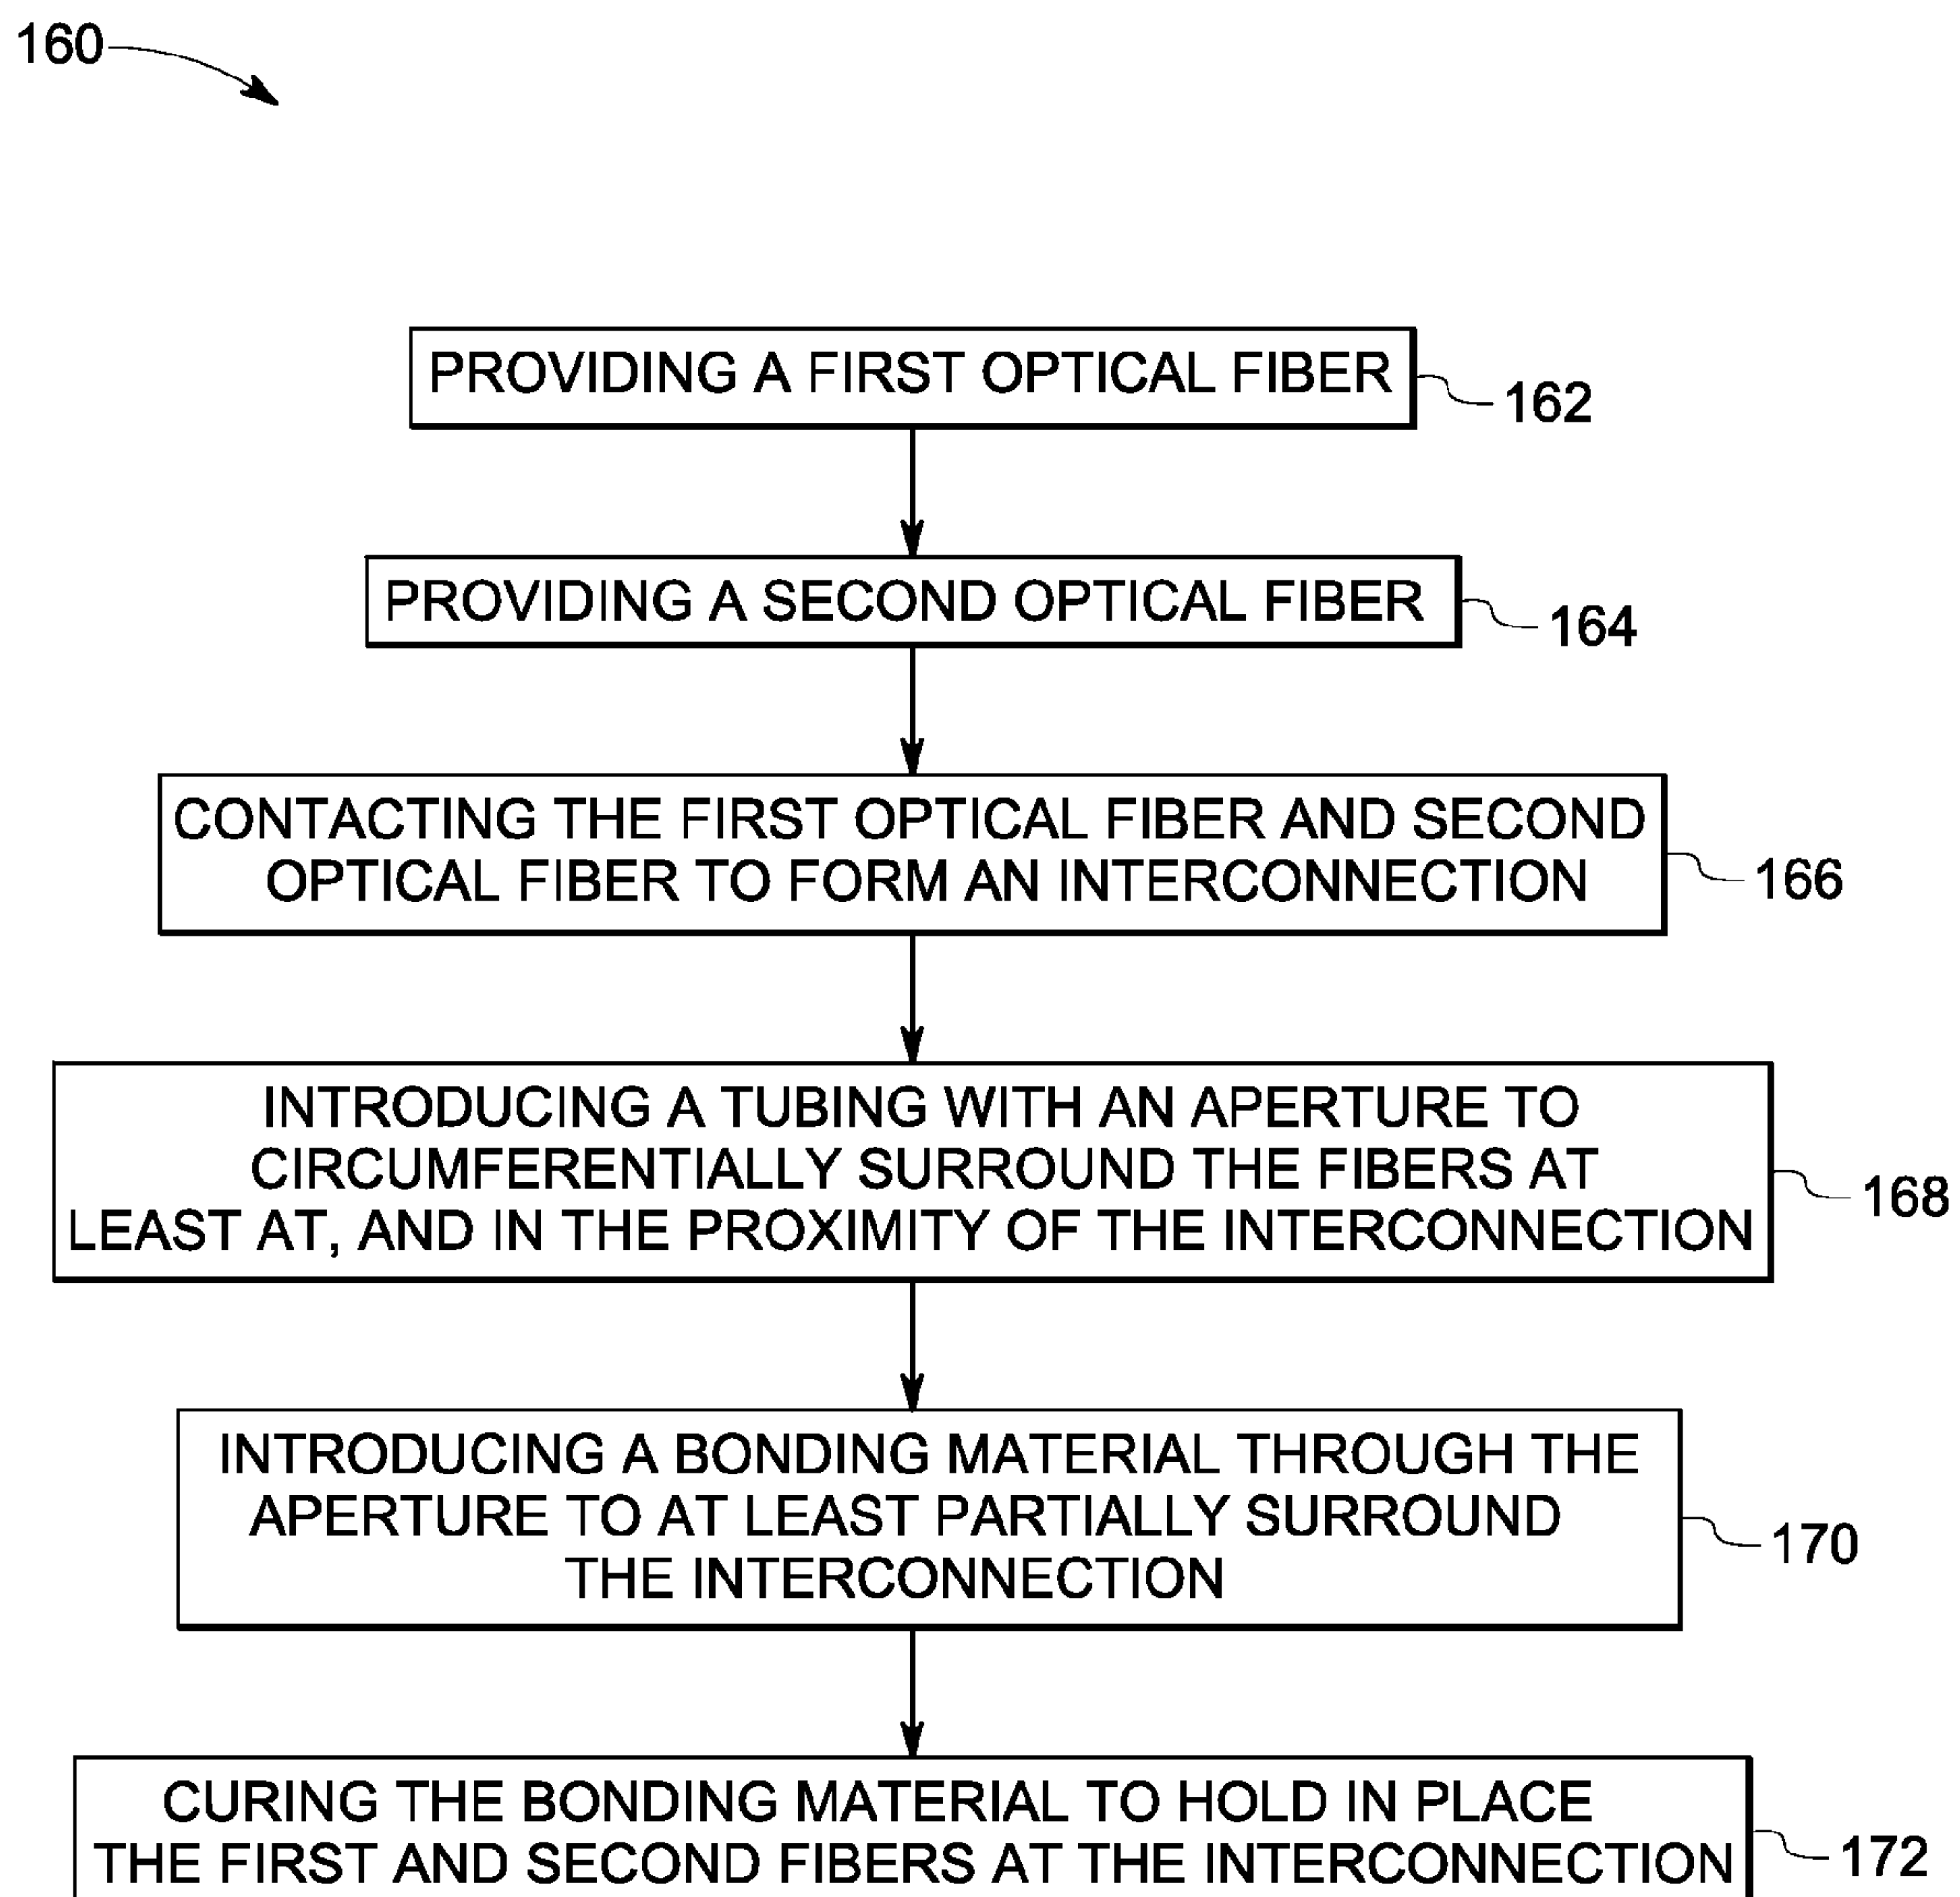 160
PROVIDING A FIRST OPTICAL FIBER
162
PROVIDING A SECOND OPTICAL FIBER
164
CONTACTING THE FIRST OPTICAL FIBER AND SECOND
OPTICAL FIBER TO FORM AN INTERCONNECTION
166
INTRODUCING A TUBING WITH AN APERTURE TO
CIRCUMFERENTIALLY SURROUND THE FIBERS AT
LEAST AT, AND IN THE PROXIMITY OF THE INTERCONNECTION
168
INTRODUCING A BONDING MATERIAL THROUGH THE
APERTURE TO AT LEAST PARTIALLY SURROUND
THE INTERCONNECTION
170
CURING THE BONDING MATERIAL TO HOLD IN PLACE
THE FIRST AND SECOND FIBERS AT THE INTERCONNECTION
172